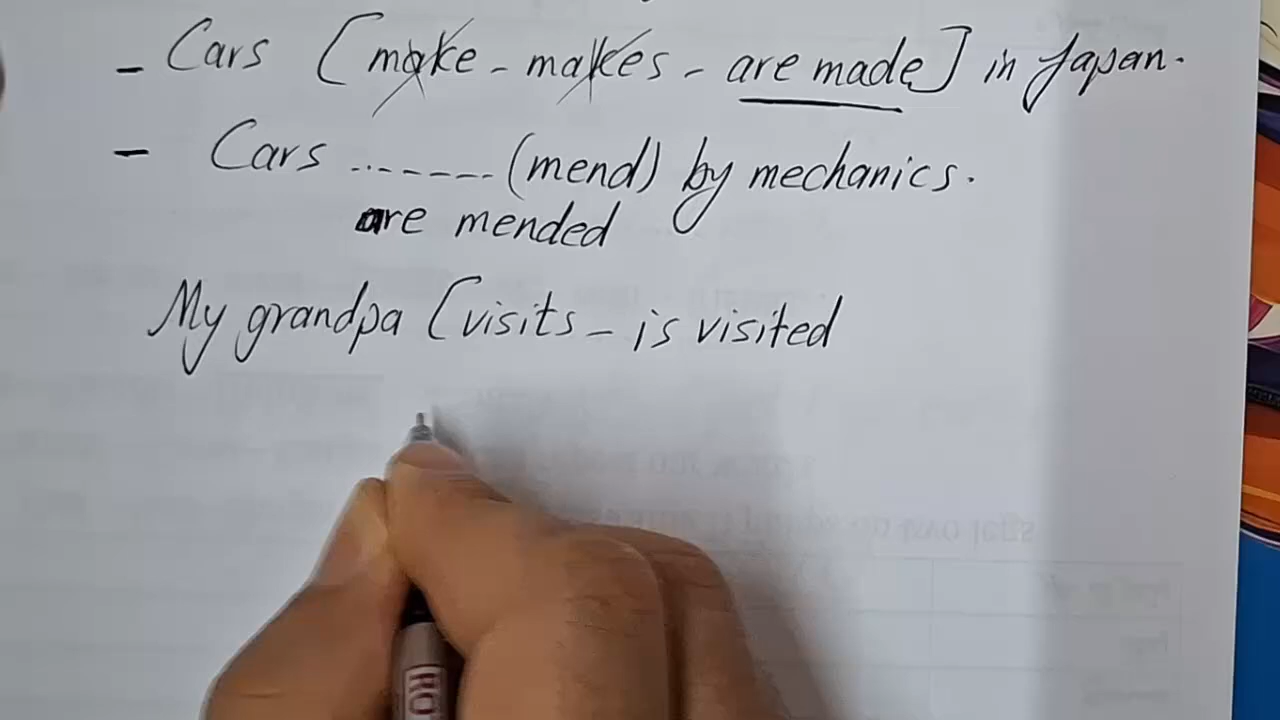 - Cars [make - makes - are made] in Japan.
- Cars ....... (mend) by mechanics.
are mended
My grandpa [visits - is visited